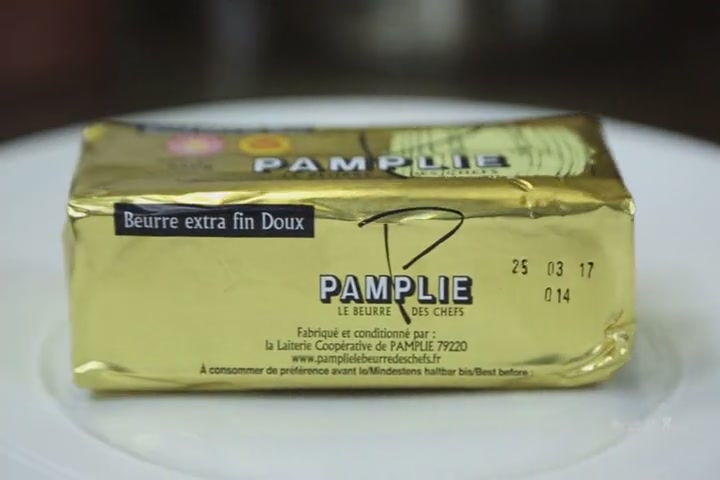 PAMPLIE
Beurre extra fin Doux
PAMPLIE
LE BEURRE DES CHEFS
25 03 17
014
Fabriqué et conditionné par :
la Laiterie Coopérative de PAMPLIE 79220
www.pamplielebeurredeschefs.fr
À consommer de préférence avant le/Mindestens haltbar bis/Best before :